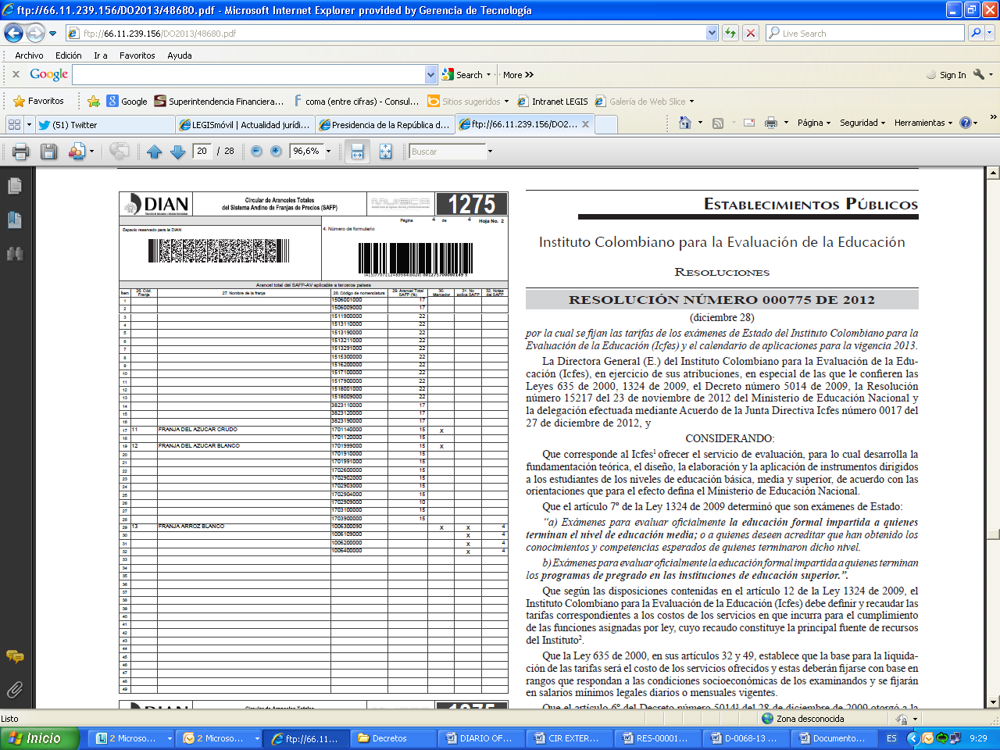 ftp://66.11.239.156/DO2013/48680.pdf - Microsoft Internet Explorer provided by Gerencia de Tecnología
ftp://66.11.239.156/DO2013/48680.pdf
Live Search
Archivo Edición Ir a Favoritos Ayuda
x Google Search More >> Sign In
Favoritos Google Superintendencia Financiera... coma (entre cifras) - Consul... Sitios sugeridos Intranet LEGIS Galería de Web Slice
(51) Twitter LEGISmóvil | Actualidad jurídi... Presidencia de la República d... ftp://66.11.239.156/DO2... Página Seguridad Herramientas
20 / 28 96,6% Buscar
DIAN
Circular de Aranceles Totales
del Sistema Andino de Franjas de Precios (SAFP)
MUISCA
1275
Página 4 de 4 Hoja No. 2
Espacio reservado para la DIAN
4. Número de formulario
(415)7707212489984(8020) 001275700000149 3
Arancel total del SAFP-AV aplicable a terceros países
Item 26. Cód. Franja 27. Nombre de la franja 28. Código de nomenclatura 29. Arancel Total SAFP (%) 30. Marcador 31. No aplica SAFP 32. Notas del SAFP
1 1506001000 17
2 1506009000 17
3 1511900000 22
4 1513110000 22
5 1513190000 22
6 1513211000 22
7 1513291000 22
8 1515300000 22
9 1516200000 22
10 1517100000 22
11 1517900000 22
12 1518001000 22
13 1518009000 22
14 3823110000 17
15 3823120000 17
16 3823190000 17
17 11 FRANJA DEL AZUCAR CRUDO 1701140000 15 X
18 1701120000 15
19 12 FRANJA DEL AZUCAR BLANCO 1701999000 15 X
20 1701910000 15
21 1701991000 15
22 1702600000 15
23 1702902000 15
24 1702903000 15
25 1702904000 15
26 1702909000 10
27 1703100000 15
28 1703900000 15
29 13 FRANJA ARROZ BLANCO 1006300090 X X 4
30 1006109000 X 4
31 1006200000 X 4
32 1006400000 X 4
33
34
35
36
37
38
39
40
41
42
43
44
45
46
47
48
49
DIAN
Circular de Aranceles Totales
1275
ESTABLECIMIENTOS PÚBLICOS
Instituto Colombiano para la Evaluación de la Educación
RESOLUCIONES
RESOLUCIÓN NÚMERO 000775 DE 2012
(diciembre 28)
por la cual se fijan las tarifas de los exámenes de Estado del Instituto Colombiano para la
Evaluación de la Educación (Icfes) y el calendario de aplicaciones para la vigencia 2013.
La Directora General (E.) del Instituto Colombiano para la Evaluación de la Edu-
cación (Icfes), en ejercicio de sus atribuciones, en especial de las que le confieren las
Leyes 635 de 2000, 1324 de 2009, el Decreto número 5014 de 2009, la Resolución
número 15217 del 23 de noviembre de 2012 del Ministerio de Educación Nacional y
la delegación efectuada mediante Acuerdo de la Junta Directiva Icfes número 0017 del
27 de diciembre de 2012, y
CONSIDERANDO:
Que corresponde al Icfes¹ ofrecer el servicio de evaluación, para lo cual desarrolla la
fundamentación teórica, el diseño, la elaboración y la aplicación de instrumentos dirigidos
a los estudiantes de los niveles de educación básica, media y superior, de acuerdo con las
orientaciones que para el efecto defina el Ministerio de Educación Nacional.
Que el artículo 7º de la Ley 1324 de 2009 determinó que son exámenes de Estado:
“a) Exámenes para evaluar oficialmente la educación formal impartida a quienes
terminan el nivel de educación media; o a quienes deseen acreditar que han obtenido los
conocimientos y competencias esperados de quienes terminaron dicho nivel.
b) Exámenes para evaluar oficialmente la educación formal impartida a quienes terminan
los programas de pregrado en las instituciones de educación superior.”.
Que según las disposiciones contenidas en el artículo 12 de la Ley 1324 de 2009, el
Instituto Colombiano para la Evaluación de la Educación (Icfes) debe definir y recaudar las
tarifas correspondientes a los costos de los servicios en que incurra para el cumplimiento
de las funciones asignadas por ley, cuyo recaudo constituye la principal fuente de recursos
del Instituto².
Que la Ley 635 de 2000, en sus artículos 32 y 49, establece que la base para la liquida-
ción de las tarifas será el costo de los servicios ofrecidos y estas deberán fijarse con base en
rangos que respondan a las condiciones socioeconómicas de los examinandos y se fijarán
en salarios mínimos legales diarios o mensuales vigentes.
Que el artículo 6º del Decreto número 5014³ del 28 de diciembre de 2009 otorgó a la
Listo
Zona desconocida
Inicio 2 Microso... 2 Microso... ftp://66.11... Decretos DIARIO OF... CIR EXTER... RES-00001... D-0068-13 ... Documento... ES 9:29